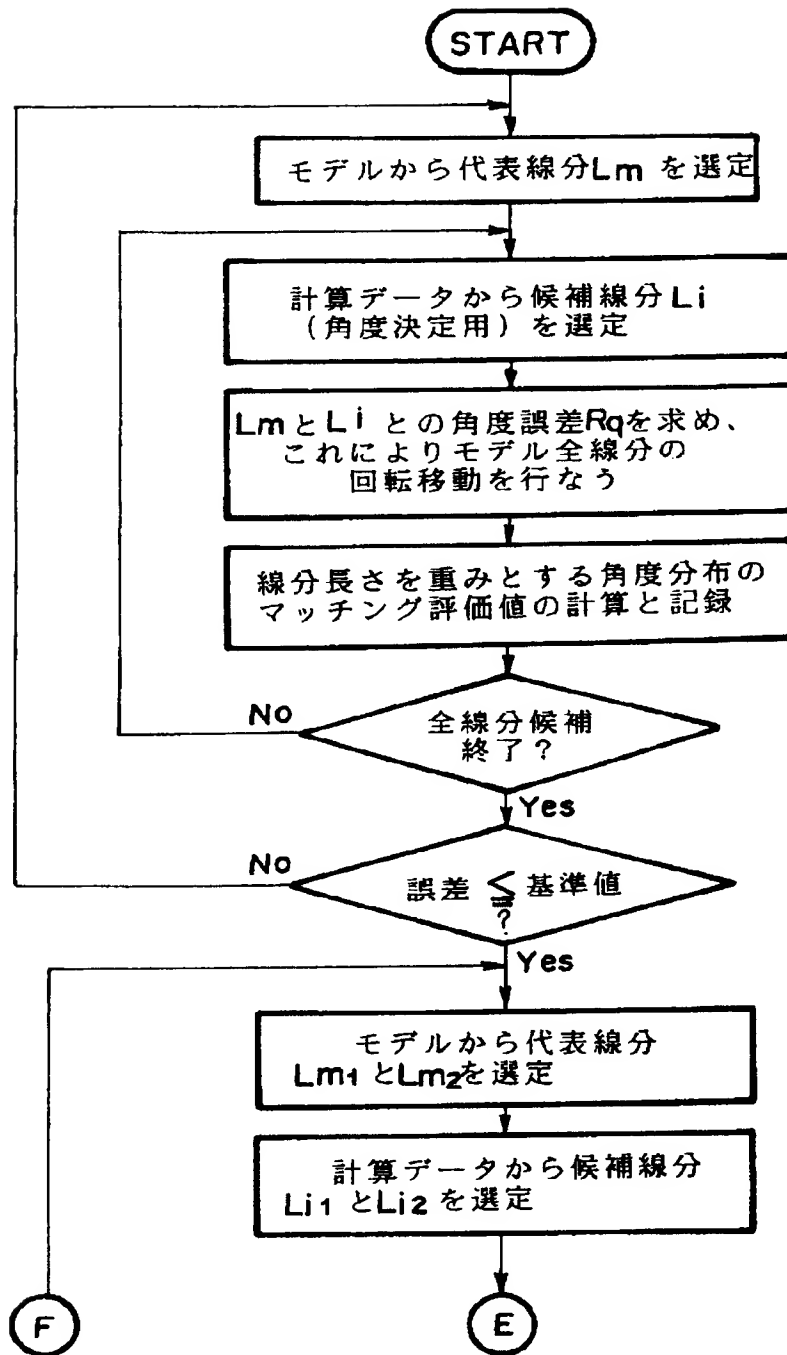 START
モデルから代表線分Lm を選定
計算データから候補線分Li
(角度決定用)を選定
LmとLi との角度誤差Rqを求め、
これによりモデル全線分の
回転移動を行なう
線分長さを重みとする角度分布の
マッチング評価値の計算と記録
No
全線分候補
終了?
Yes
No
誤差 ≦ 基準値
?
Yes
モデルから代表線分
Lm1 とLm2を選定
計算データから候補線分
Li1 とLi2 を選定
F
E